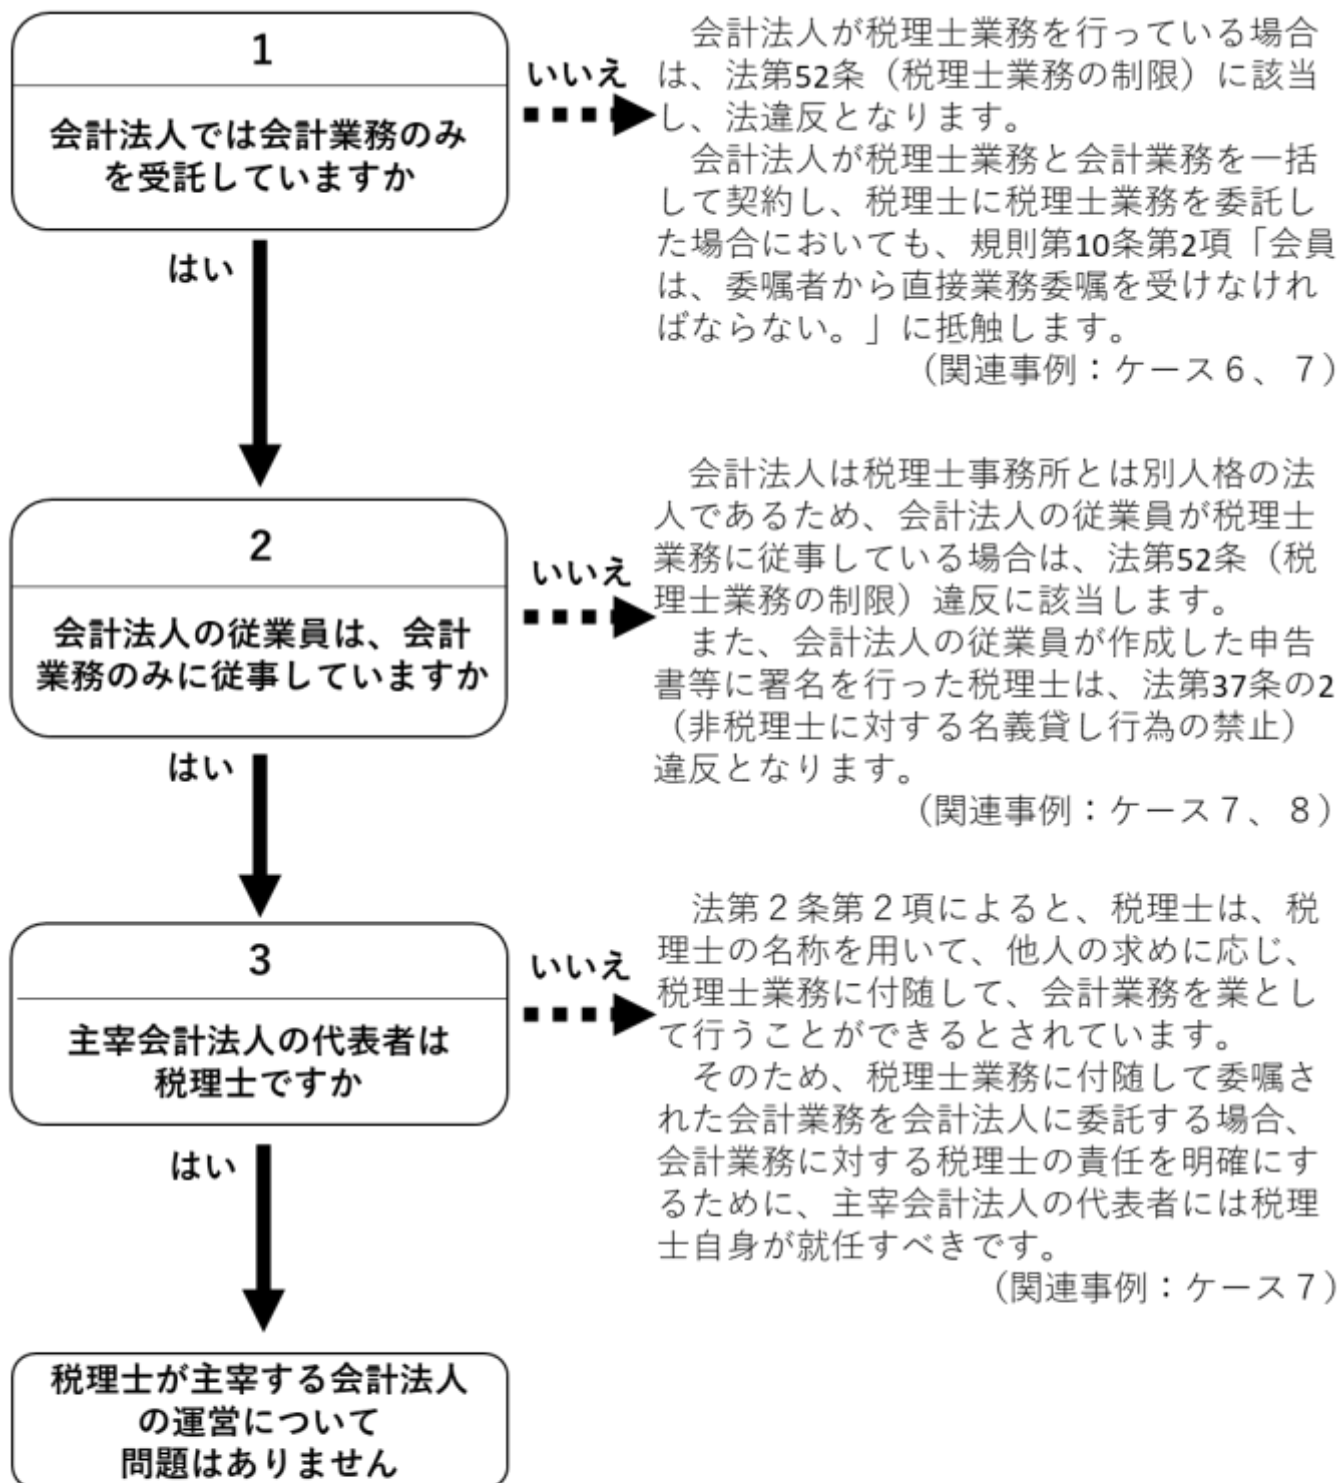 1
会計法人では会計業務のみ
を受託していますか
いいえ
会計法人が税理士業務を行っている場合
は、法第52条（税理士業務の制限）に該当
し、法違反となります。
会計法人が税理士業務と会計業務を一括
して契約し、税理士に税理士業務を委託し
た場合においても、規則第10条第2項「会員
は、委嘱者から直接業務委嘱を受けなけれ
ばならない。」に抵触します。
（関連事例：ケース６、７）
はい
2
会計法人の従業員は、会計
業務のみに従事していますか
いいえ
会計法人は税理士事務所とは別人格の法
人であるため、会計法人の従業員が税理士
業務に従事している場合は、法第52条（税
理士業務の制限）違反に該当します。
また、会計法人の従業員が作成した申告
書等に署名を行った税理士は、法第37条の2
（非税理士に対する名義貸し行為の禁止）
違反となります。
（関連事例：ケース７、８）
はい
3
主宰会計法人の代表者は
税理士ですか
いいえ
法第２条第２項によると、税理士は、税
理士の名称を用いて、他人の求めに応じ、
税理士業務に付随して、会計業務を業とし
て行うことができるとされています。
そのため、税理士業務に付随して委嘱さ
れた会計業務を会計法人に委託する場合、
会計業務に対する税理士の責任を明確にす
るために、主宰会計法人の代表者には税理
士自身が就任すべきです。
（関連事例：ケース７）
はい
税理士が主宰する会計法人
の運営について
問題はありません